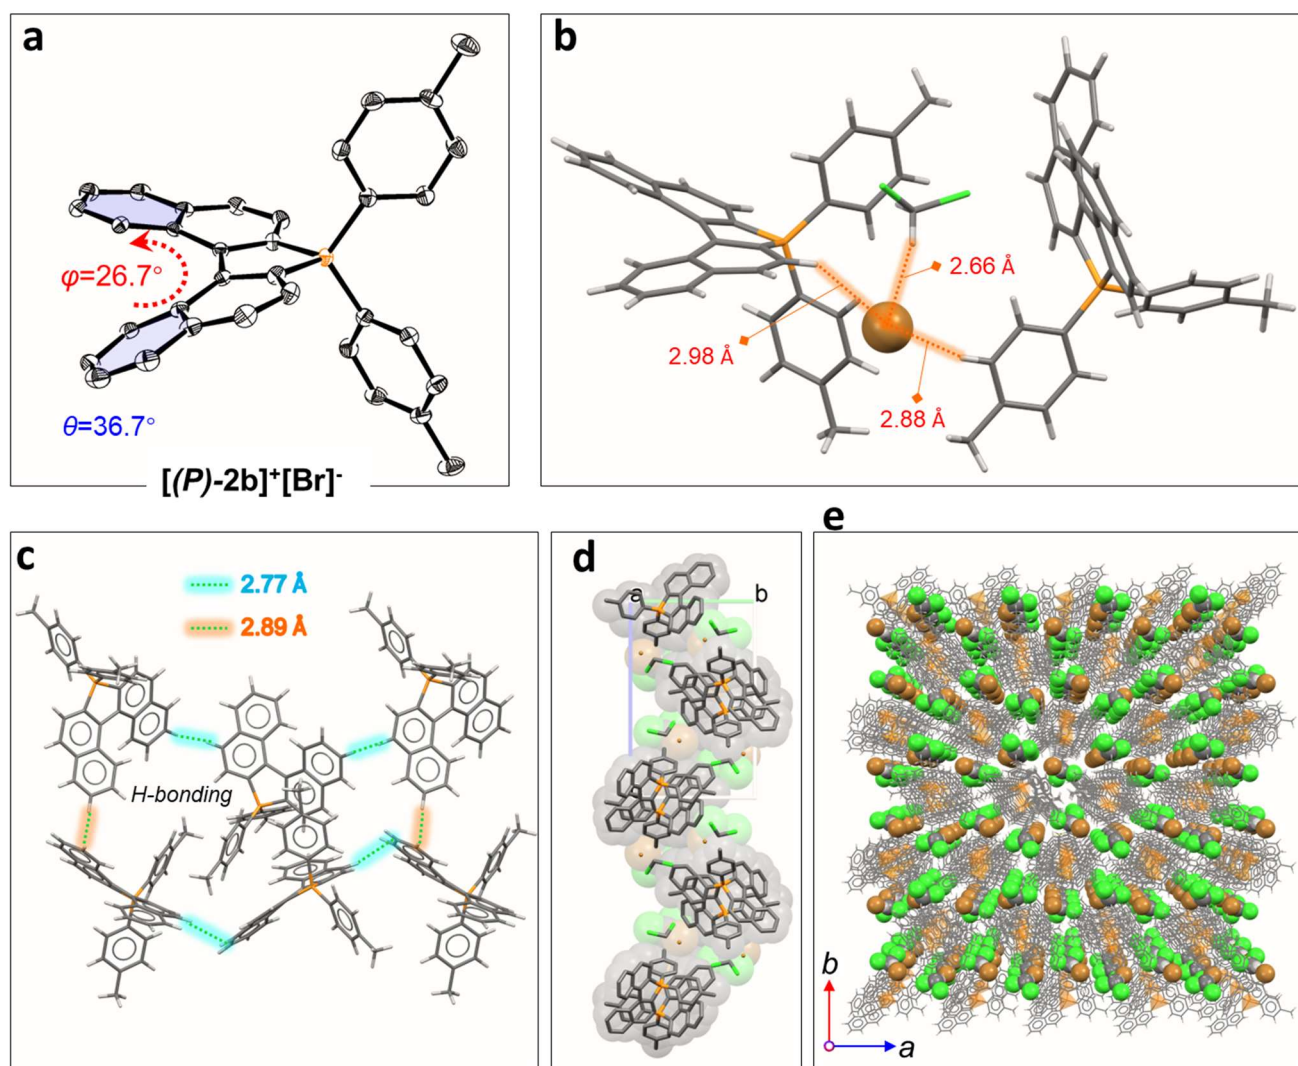 a
φ=26.7°
θ=36.7°
[(P)-2b]⁺[Br]⁻
b
2.66 Å
2.98 Å
2.88 Å
c
2.77 Å
2.89 Å
H-bonding
d
a
b
e
b
a